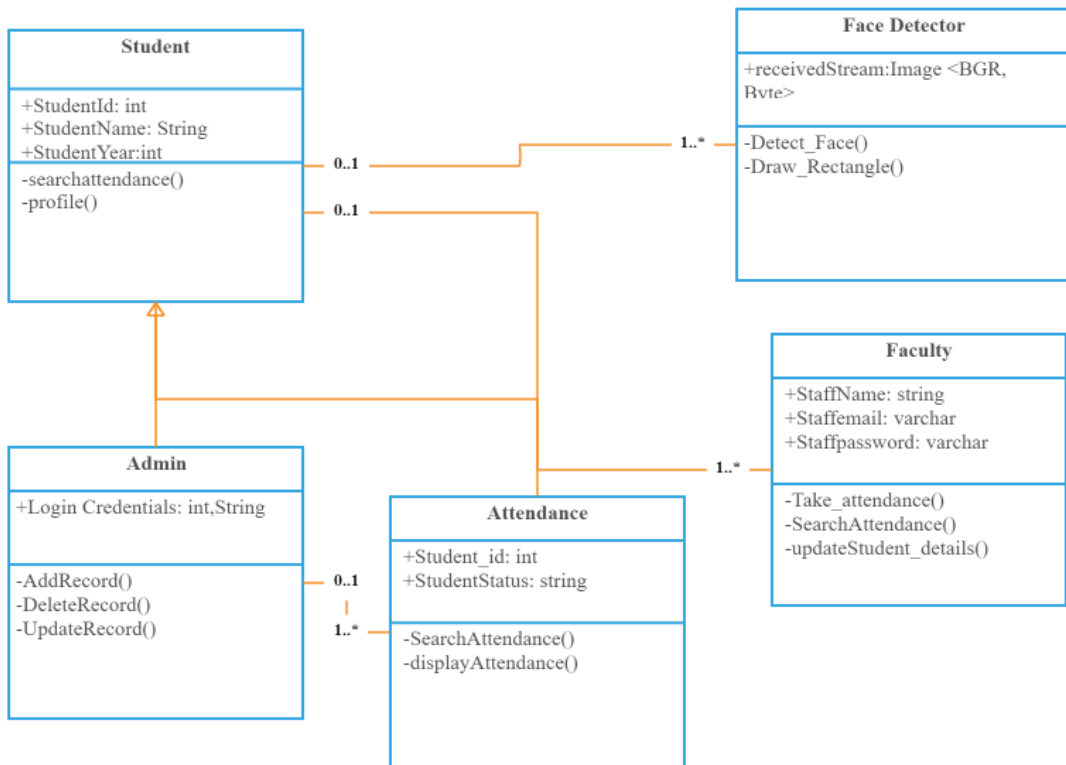 Student
+StudentId: int
+StudentName: String
+StudentYear:int
-searchattendance()
-profile()
0..1
0..1
1..*
Face Detector
+receivedStream:Image <BGR,
Byte>
-Detect_Face()
-Draw_Rectangle()
Faculty
+StaffName: string
+Staffemail: varchar
+Staffpassword: varchar
-Take_attendance()
-SearchAttendance()
-updateStudent_details()
1..*
Admin
+Login Credentials: int,String
-AddRecord()
-DeleteRecord()
-UpdateRecord()
0..1
1..*
Attendance
+Student_id: int
+StudentStatus: string
-SearchAttendance()
-displayAttendance()